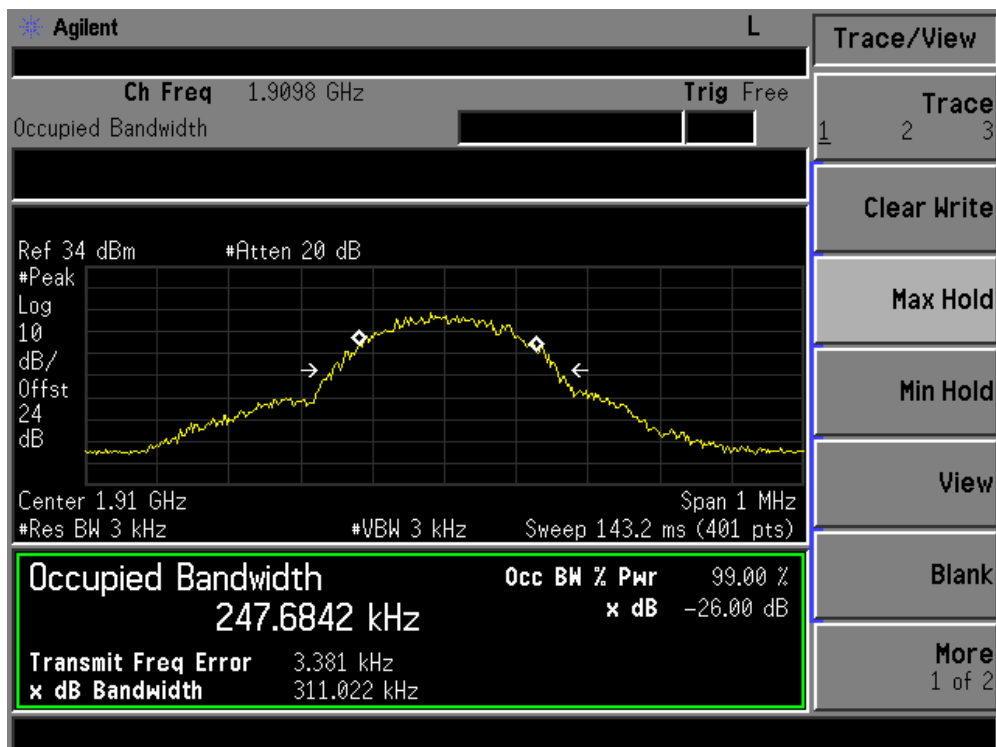 Agilent L
Trace/View
Ch Freq 1.9098 GHz Trig Free
Occupied Bandwidth
Trace
1 2 3
Clear Write
Max Hold
Min Hold
View
Blank
More
1 of 2
Ref 34 dBm #Atten 20 dB
#Peak
Log
10
dB/
Offst
24
dB
Center 1.91 GHz Span 1 MHz
#Res BW 3 kHz #VBW 3 kHz Sweep 143.2 ms (401 pts)
Occupied Bandwidth Occ BW % Pwr 99.00 %
247.6842 kHz x dB -26.00 dB
Transmit Freq Error 3.381 kHz
x dB Bandwidth 311.022 kHz